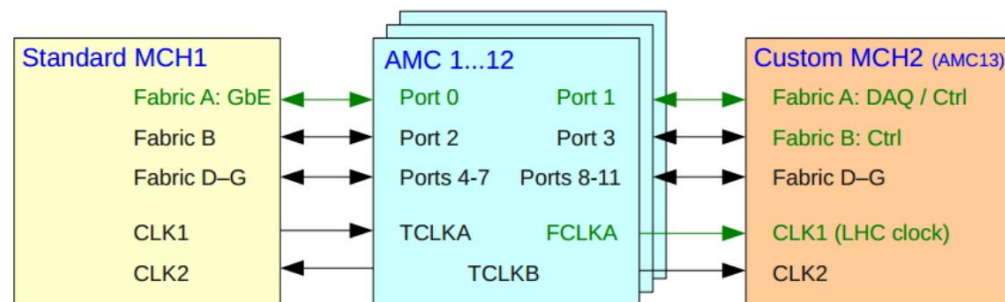 Standard MCH1
Fabric A: GbE
Fabric B
Fabric D–G
CLK1
CLK2
AMC 1...12
Port 0 Port 1
Port 2 Port 3
Ports 4-7 Ports 8-11
TCLKA FCLKA
TCLKB
Custom MCH2 (AMC13)
Fabric A: DAQ / Ctrl
Fabric B: Ctrl
Fabric D–G
CLK1 (LHC clock)
CLK2